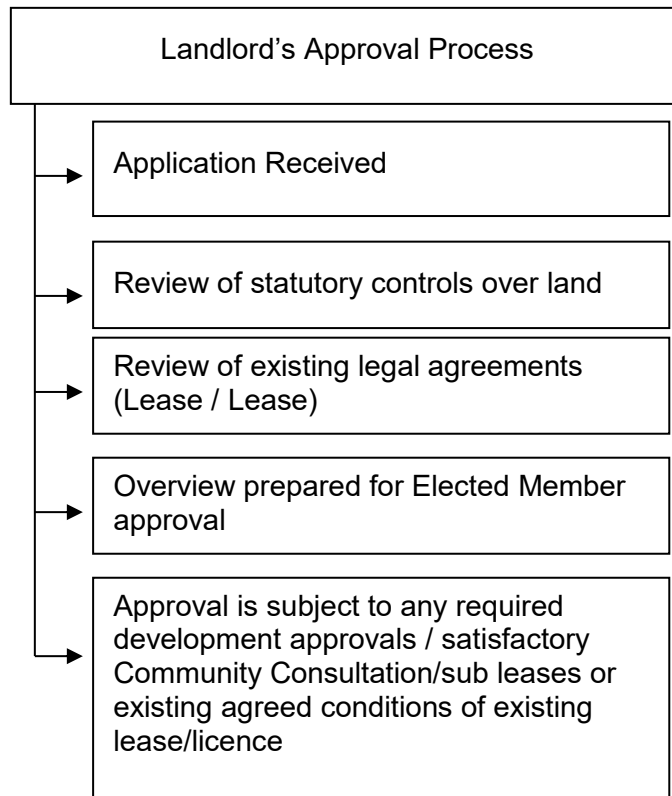 Landlord’s Approval Process
Application Received
Review of statutory controls over land
Review of existing legal agreements
(Lease / Lease)
Overview prepared for Elected Member
approval
Approval is subject to any required
development approvals / satisfactory
Community Consultation/sub leases or
existing agreed conditions of existing
lease/licence